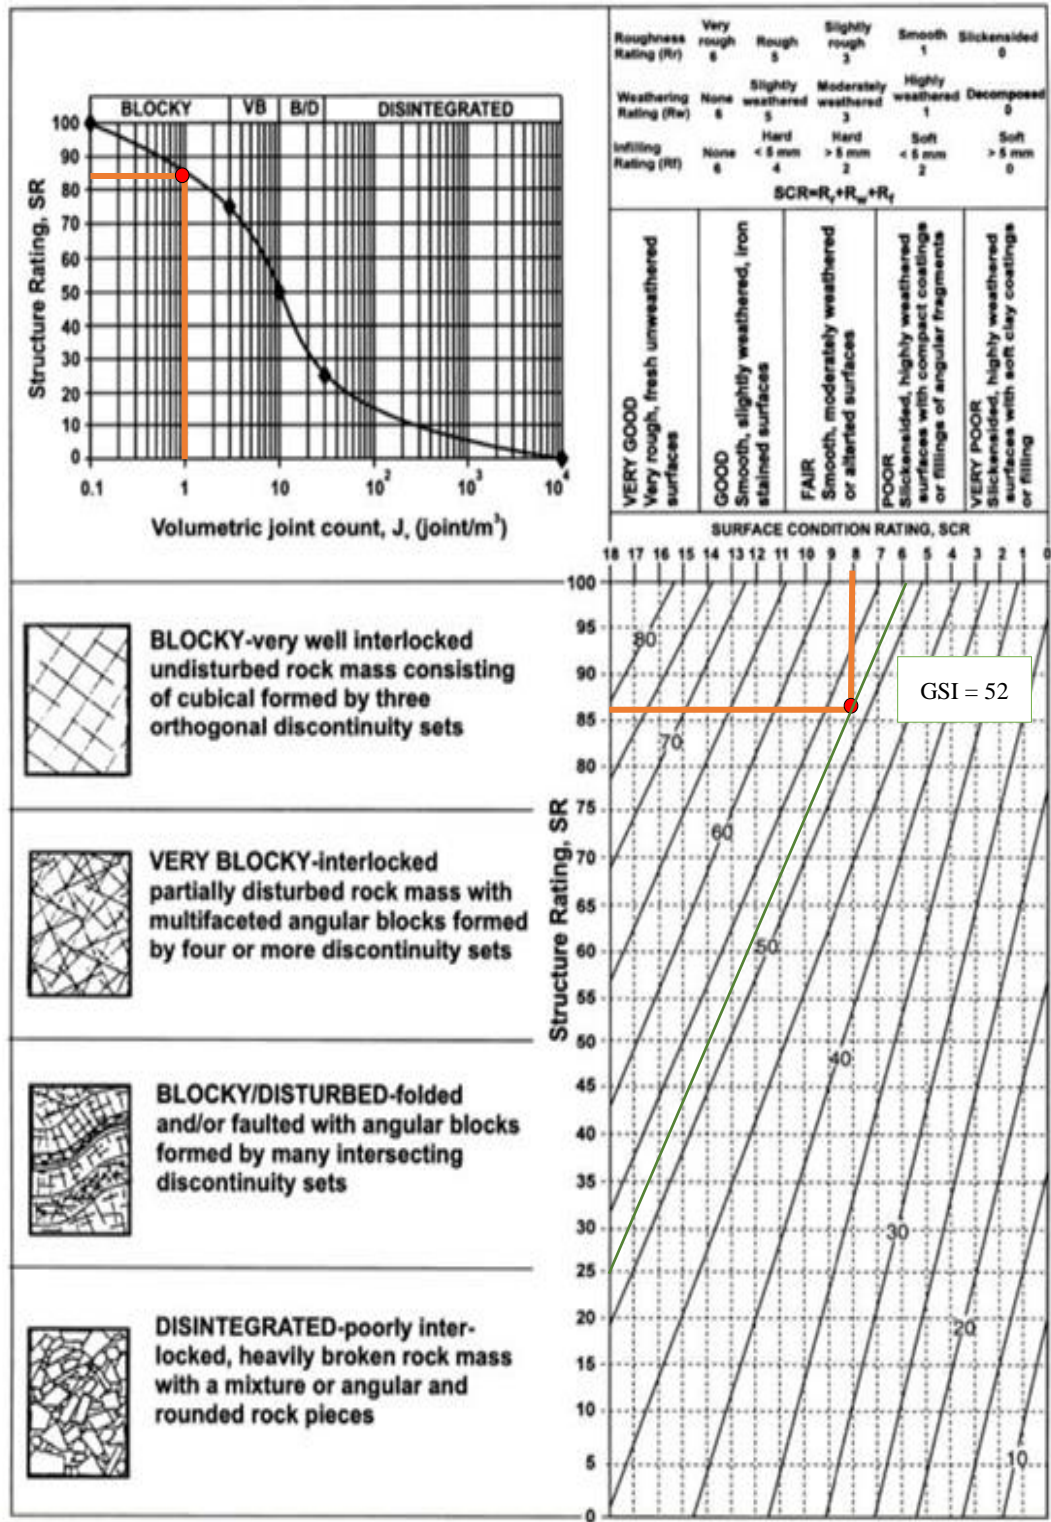 BLOCKY VB B/D DISINTEGRATED
100
90
80
70
60
50
40
30
20
10
0
Structure Rating, SR
0.1 1 10 10² 10³ 10⁴
Volumetric joint count, J, (joint/m³)
Roughness Rating (Rr)
Very rough 6
Rough 5
Slightly rough 3
Smooth 1
Slickensided 0
Weathering Rating (Rw)
None 6
Slightly weathered 5
Moderately weathered 3
Highly weathered 1
Decomposed 0
Infilling Rating (Rf)
None 6
Hard < 5 mm 4
Hard > 5 mm 2
Soft < 5 mm 2
Soft > 5 mm 0
SCR=Rr+Rw+Rf
VERY GOOD
Very rough, fresh unweathered
surfaces
GOOD
Smooth, slightly weathered, iron
stained surfaces
FAIR
Smooth, moderately weathered
or alterted surfaces
POOR
Slickensided, highly weathered
surfaces with compact coatings
or fillings of angular fragments
VERY POOR
Slickensided, highly weathered
surfaces with soft clay coatings
or filling
SURFACE CONDITION RATING, SCR
18 17 16 15 14 13 12 11 10 9 8 7 6 5 4 3 2 1 0
BLOCKY-very well interlocked
undisturbed rock mass consisting
of cubical formed by three
orthogonal discontinuity sets
VERY BLOCKY-interlocked
partially disturbed rock mass with
multifaceted angular blocks formed
by four or more discontinuity sets
BLOCKY/DISTURBED-folded
and/or faulted with angular blocks
formed by many intersecting
discontinuity sets
DISINTEGRATED-poorly inter-
locked, heavily broken rock mass
with a mixture or angular and
rounded rock pieces
Structure Rating, SR
100
95
90
85
80
75
70
65
60
55
50
45
40
35
30
25
20
15
10
5
0
80
70
60
50
40
30
20
10
GSI = 52